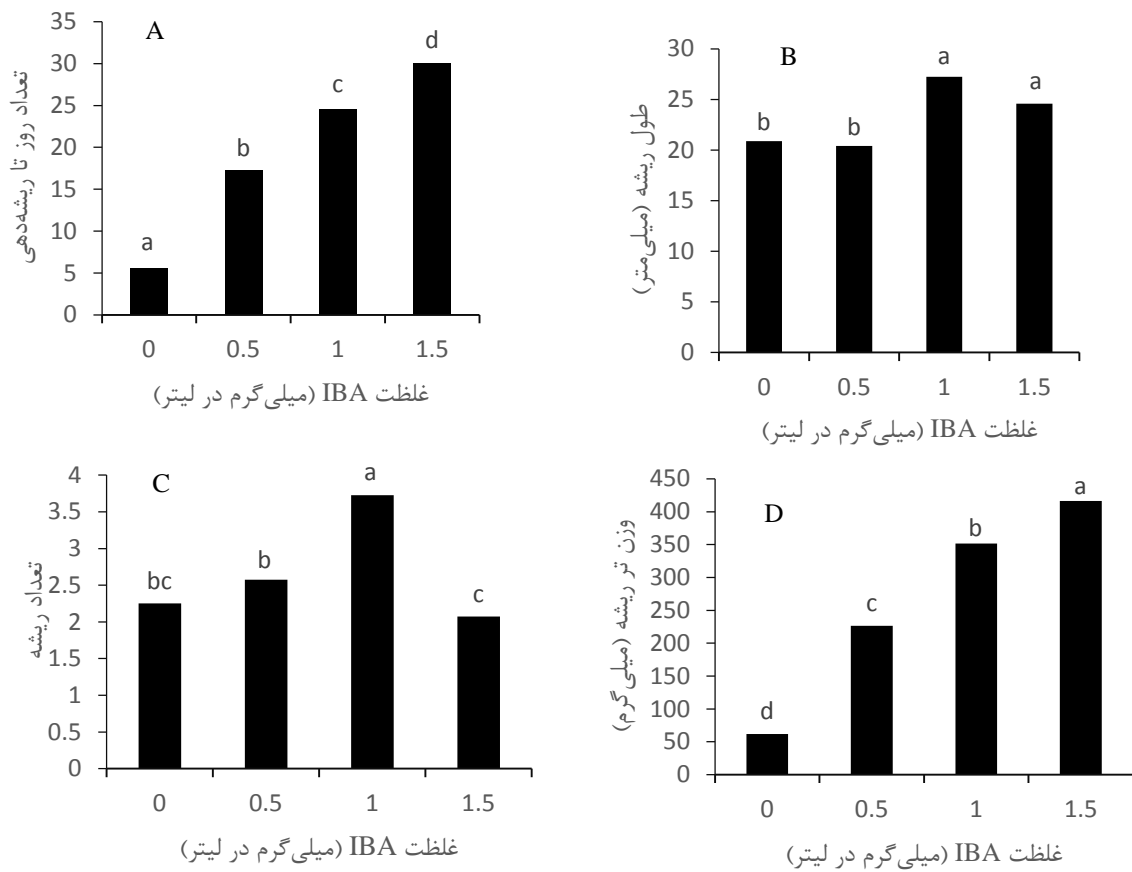 A
تعداد روز تا ریشه‌دهی
35
30
25
20
15
10
5
0
a
b
c
d
0 0.5 1 1.5
غلظت IBA (میلی‌گرم در لیتر)
B
طول ریشه (میلی‌متر)
30
25
20
15
10
5
0
b
b
a
a
0 0.5 1 1.5
غلظت IBA (میلی‌گرم در لیتر)
C
تعداد ریشه
4
3.5
3
2.5
2
1.5
1
0.5
0
bc
b
a
c
0 0.5 1 1.5
غلظت IBA (میلی‌گرم در لیتر)
D
وزن تر ریشه (میلی‌گرم)
450
400
350
300
250
200
150
100
50
0
d
c
b
a
0 0.5 1 1.5
غلظت IBA (میلی‌گرم در لیتر)